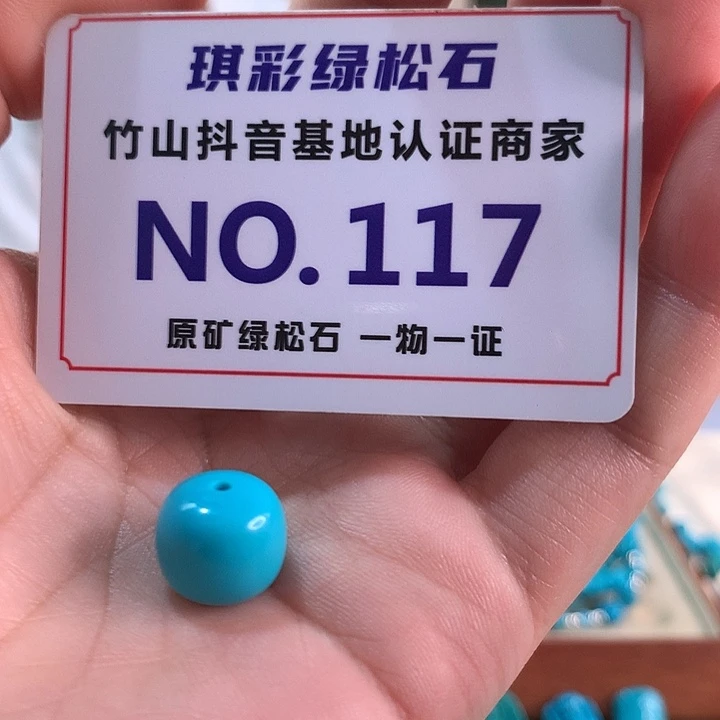 琪彩绿松石
竹山抖音基地认证商家
NO.117
原矿绿松石 一物一证